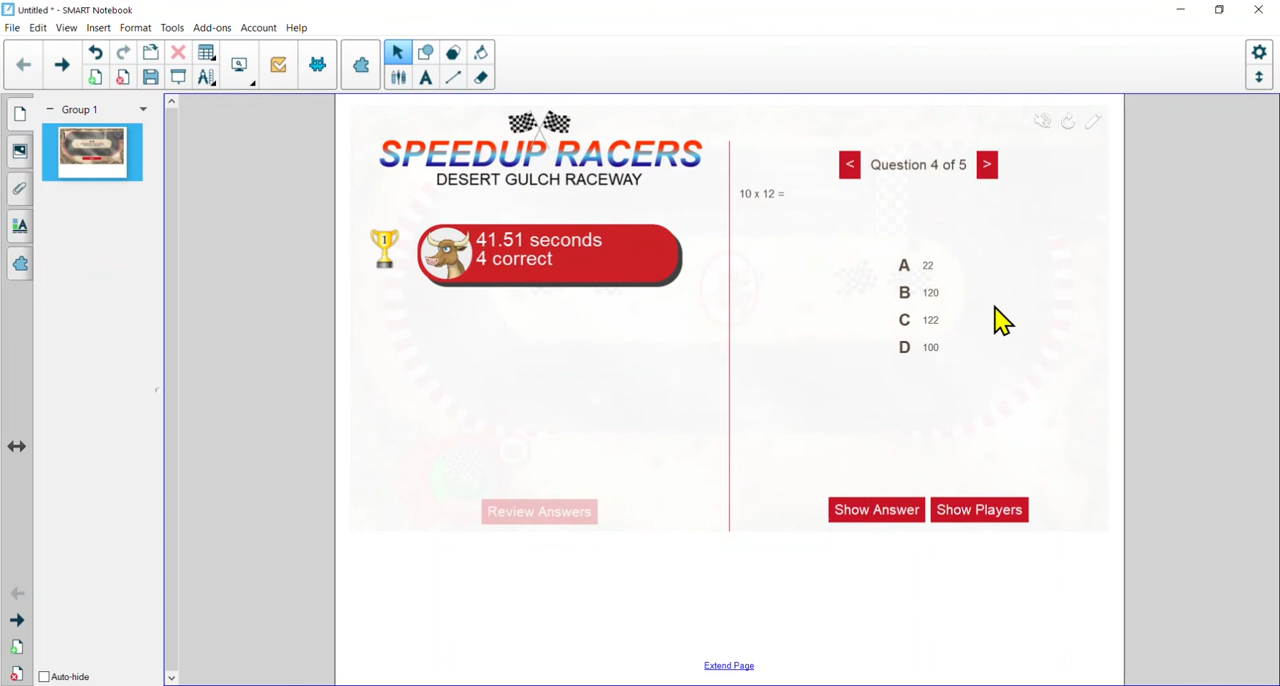 Untitled * - SMART Notebook
File Edit View Insert Format Tools Add-ons Account Help
Group 1
SPEEDUP RACERS
DESERT GULCH RACEWAY
1
41.51 seconds
4 correct
Review Answers
< Question 4 of 5 >
10 x 12 =
A 22
B 120
C 122
D 100
Show Answer Show Players
Extend Page
Auto-hide